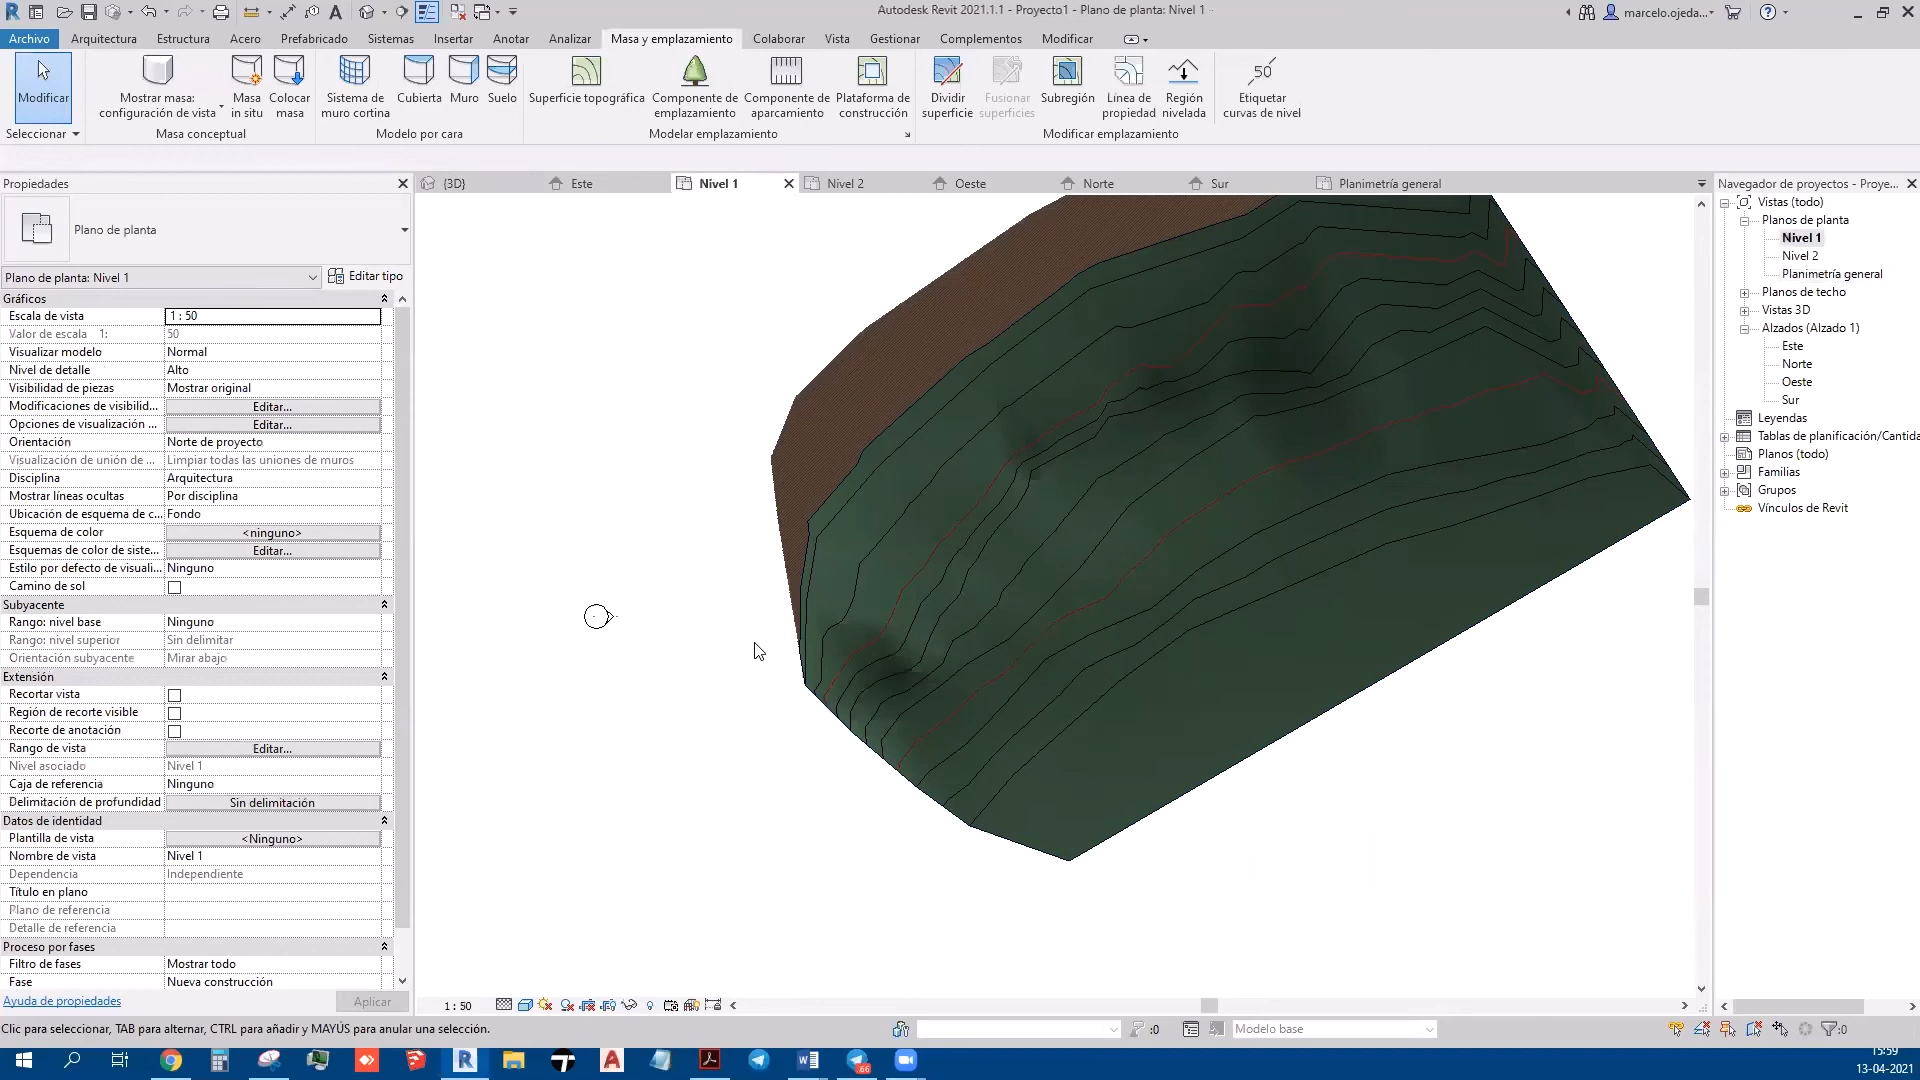 Autodesk Revit 2021.1.1 - Proyecto1 - Plano de planta: Nivel 1
marcelo.ojeda...
Archivo Arquitectura Estructura Acero Prefabricado Sistemas Insertar Anotar Analizar Masa y emplazamiento Colaborar Vista Gestionar Complementos Modificar
Modificar
Mostrar masa: configuración de vista
Masa in situ
Colocar masa
Sistema de muro cortina
Cubierta
Muro
Suelo
Superficie topográfica
Componente de emplazamiento
Componente de aparcamiento
Plataforma de construcción
Dividir superficie
Fusionar superficies
Subregión
Línea de propiedad
Región nivelada
50
Etiquetar curvas de nivel
Seleccionar
Masa conceptual
Modelo por cara
Modelar emplazamiento
Modificar emplazamiento
Propiedades
{3D} Este Nivel 1 Nivel 2 Oeste Norte Sur Planimetría general
Plano de planta
Plano de planta: Nivel 1
Editar tipo
Gráficos
Escala de vista 1 : 50
Valor de escala 1: 50
Visualizar modelo Normal
Nivel de detalle Alto
Visibilidad de piezas Mostrar original
Modificaciones de visibilid... Editar...
Opciones de visualización ... Editar...
Orientación Norte de proyecto
Visualización de unión de ... Limpiar todas las uniones de muros
Disciplina Arquitectura
Mostrar líneas ocultas Por disciplina
Ubicación de esquema de c... Fondo
Esquema de color <ninguno>
Esquemas de color de siste... Editar...
Estilo por defecto de visuali... Ninguno
Camino de sol
Subyacente
Rango: nivel base Ninguno
Rango: nivel superior Sin delimitar
Orientación subyacente Mirar abajo
Extensión
Recortar vista
Región de recorte visible
Recorte de anotación
Rango de vista Editar...
Nivel asociado Nivel 1
Caja de referencia Ninguno
Delimitación de profundidad Sin delimitación
Datos de identidad
Plantilla de vista <Ninguno>
Nombre de vista Nivel 1
Dependencia Independiente
Título en plano
Plano de referencia
Detalle de referencia
Proceso por fases
Filtro de fases Mostrar todo
Fase Nueva construcción
Ayuda de propiedades
Aplicar
Navegador de proyectos - Proye...
Vistas (todo)
Planos de planta
Nivel 1
Nivel 2
Planimetría general
Planos de techo
Vistas 3D
Alzados (Alzado 1)
Este
Norte
Oeste
Sur
Leyendas
Tablas de planificación/Cantida
Planos (todo)
Familias
Grupos
Vínculos de Revit
1 : 50
Clic para seleccionar, TAB para alternar, CTRL para añadir y MAYÚS para anular una selección.
:0
Modelo base
:0
66
15:59
13-04-2021